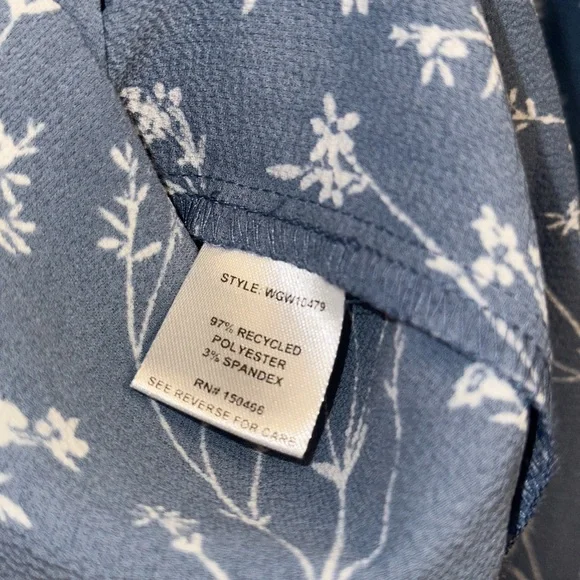 STYLE: WGW10479
97% RECYCLED
POLYESTER
3% SPANDEX
RN# 150466
SEE REVERSE FOR CARE